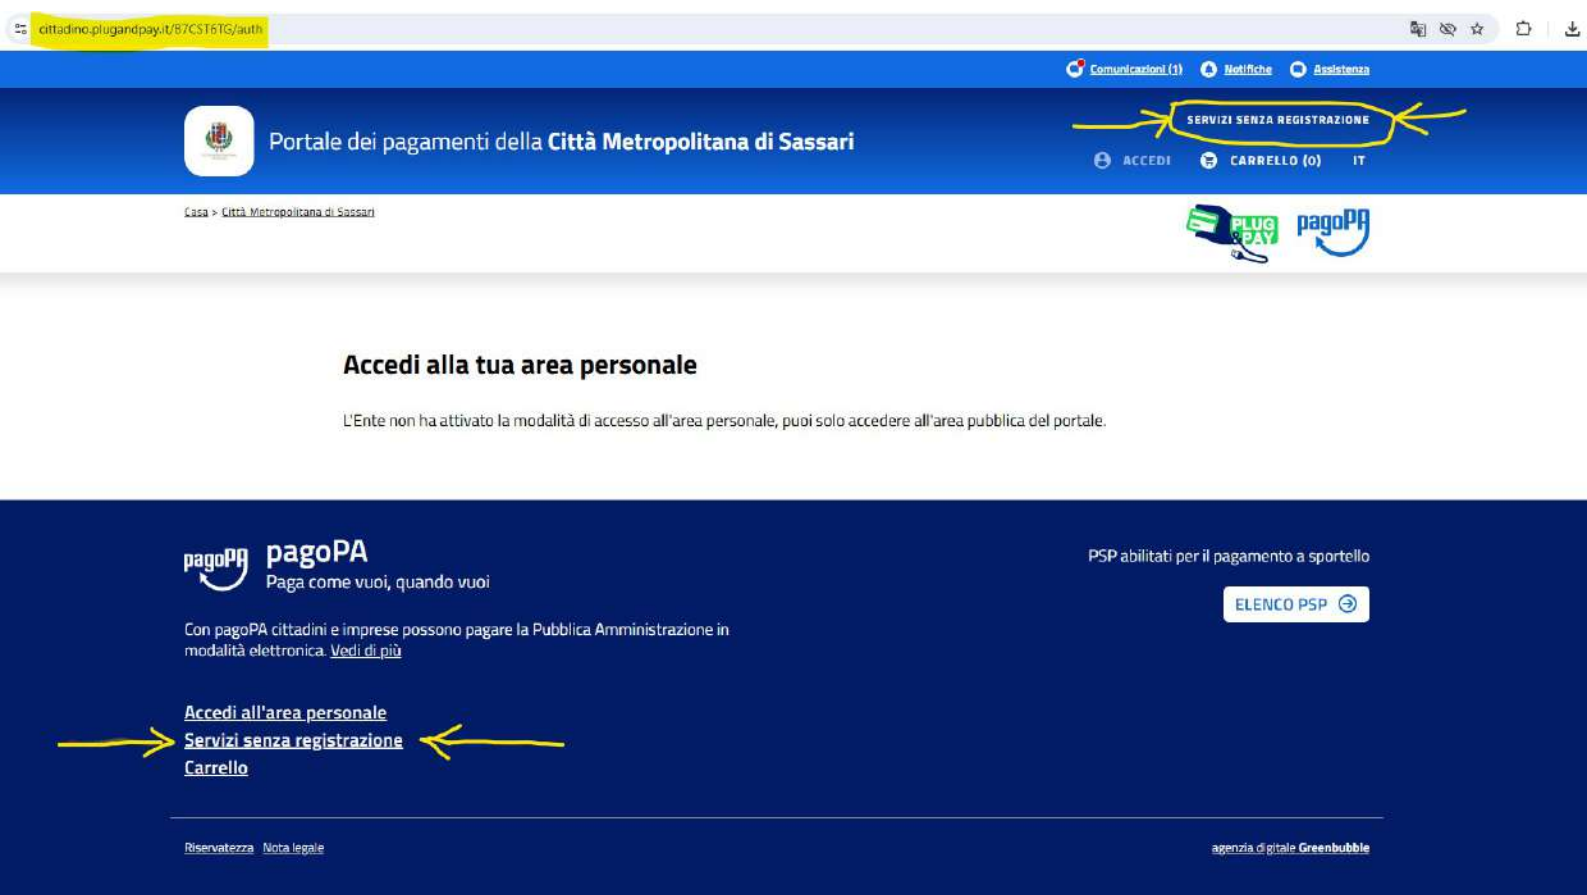 cittadino.plugandpay.it/B7CST6TG/auth
Comunicazioni (1) Notifiche Assistenza
SERVIZI SENZA REGISTRAZIONE
Portale dei pagamenti della Città Metropolitana di Sassari
ACCEDI CARRELLO (0) IT
Casa > Città Metropolitana di Sassari
PLUG &PAY pagoPA
Accedi alla tua area personale
L'Ente non ha attivato la modalità di accesso all'area personale, puoi solo accedere all'area pubblica del portale.
pagoPA pagoPA
Paga come vuoi, quando vuoi
PSP abilitati per il pagamento a sportello
ELENCO PSP
Con pagoPA cittadini e imprese possono pagare la Pubblica Amministrazione in
modalità elettronica. Vedi di più
Accedi all'area personale
Servizi senza registrazione
Carrello
Riservatezza Nota legale
agenzia digitale Greenbubble